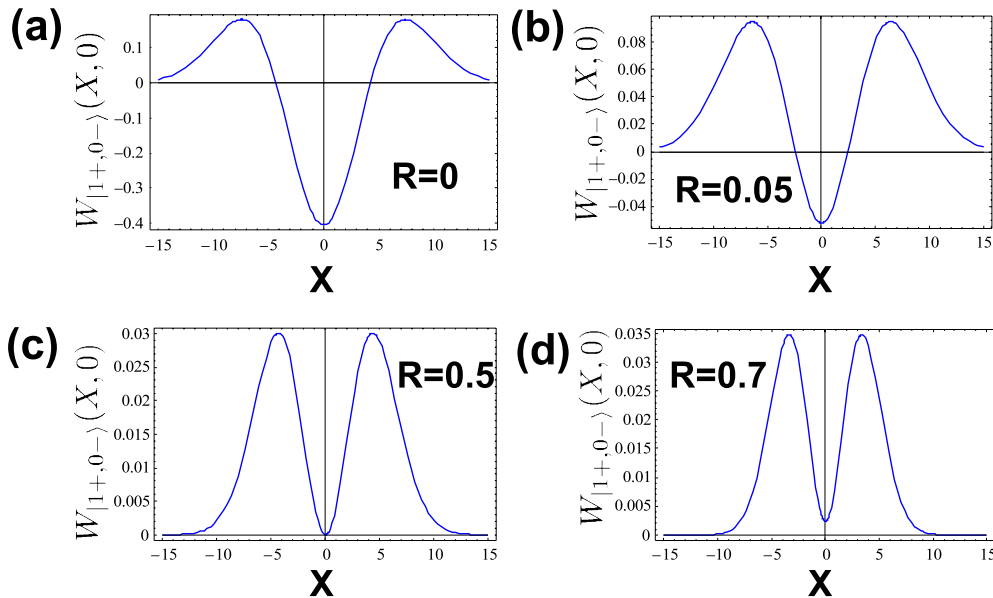 (a)
W|1+,0−⟩(X,0)
0.1
0
−0.1
−0.2
−0.3
−0.4
R=0
−15 −10 −5 0 5 10 15
X
(b)
W|1+,0−⟩(X,0)
0.08
0.06
0.04
0.02
0
−0.02
−0.04
R=0.05
−15 −10 −5 0 5 10 15
X
(c)
W|1+,0−⟩(X,0)
0.03
0.025
0.02
0.015
0.01
0.005
0
R=0.5
−15 −10 −5 0 5 10 15
X
(d)
W|1+,0−⟩(X,0)
0.035
0.03
0.025
0.02
0.015
0.01
0.005
0
R=0.7
−15 −10 −5 0 5 10 15
X